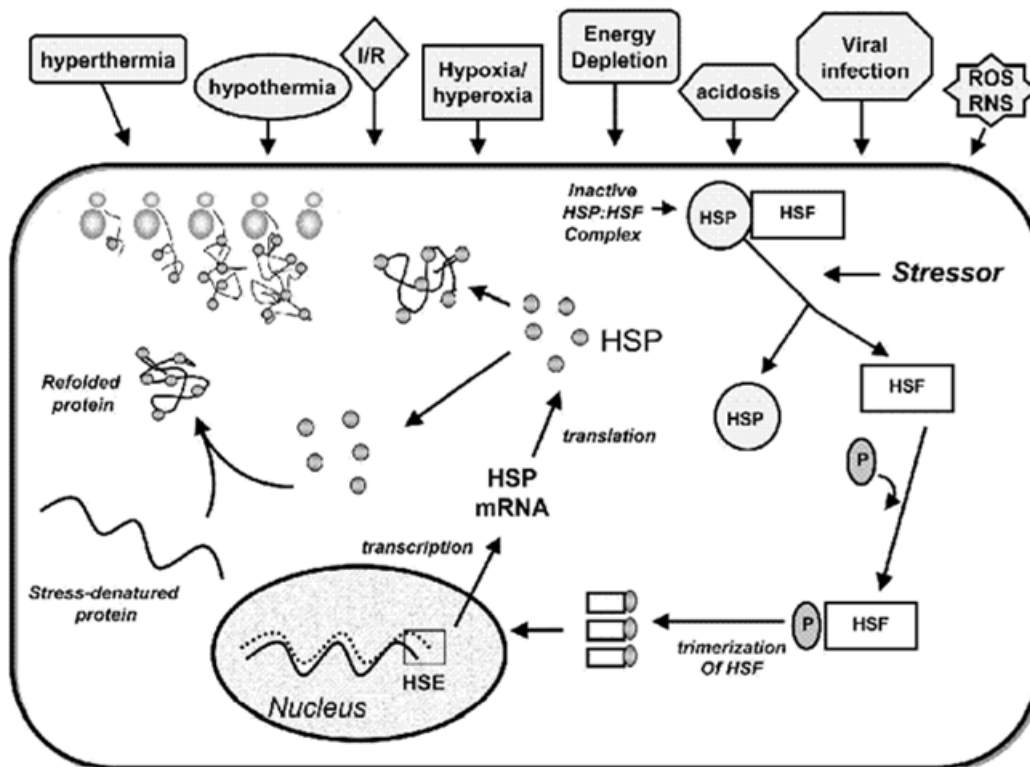 hyperthermia
hypothermia
I/R
Hypoxia/
hyperoxia
Energy
Depletion
acidosis
Viral
infection
ROS
RNS
Inactive
HSP:HSF
Complex
HSP
HSF
Stressor
HSP
HSF
HSP
Refolded
protein
translation
P
HSP
mRNA
transcription
Stress-denatured
protein
P
HSF
trimerization
Of HSF
HSE
Nucleus